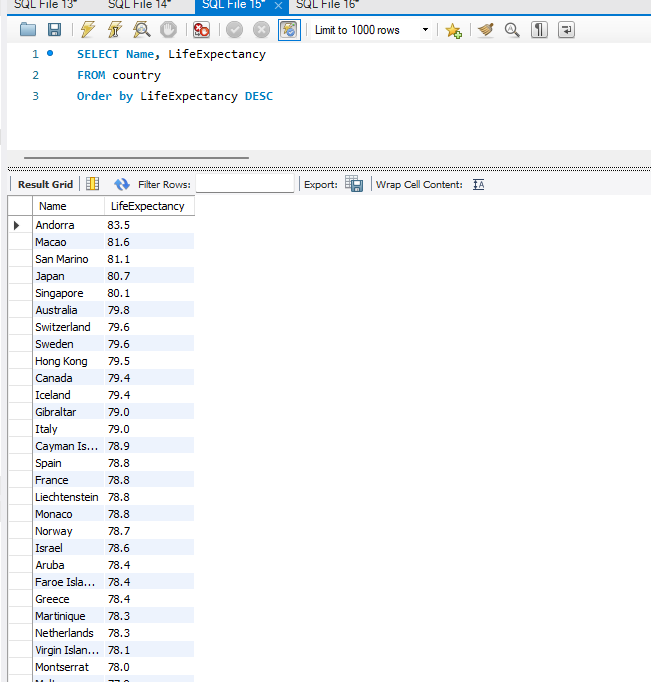 SQL File 13* SQL File 14* SQL File 15* SQL File 16*
Limit to 1000 rows
1 SELECT Name, LifeExpectancy
2 FROM country
3 Order by LifeExpectancy DESC
Result Grid Filter Rows: Export: Wrap Cell Content:
Name LifeExpectancy
Andorra 83.5
Macao 81.6
San Marino 81.1
Japan 80.7
Singapore 80.1
Australia 79.8
Switzerland 79.6
Sweden 79.6
Hong Kong 79.5
Canada 79.4
Iceland 79.4
Gibraltar 79.0
Italy 79.0
Cayman Is... 78.9
Spain 78.8
France 78.8
Liechtenstein 78.8
Monaco 78.8
Norway 78.7
Israel 78.6
Aruba 78.4
Faroe Isla... 78.4
Greece 78.4
Martinique 78.3
Netherlands 78.3
Virgin Islan... 78.1
Montserrat 78.0